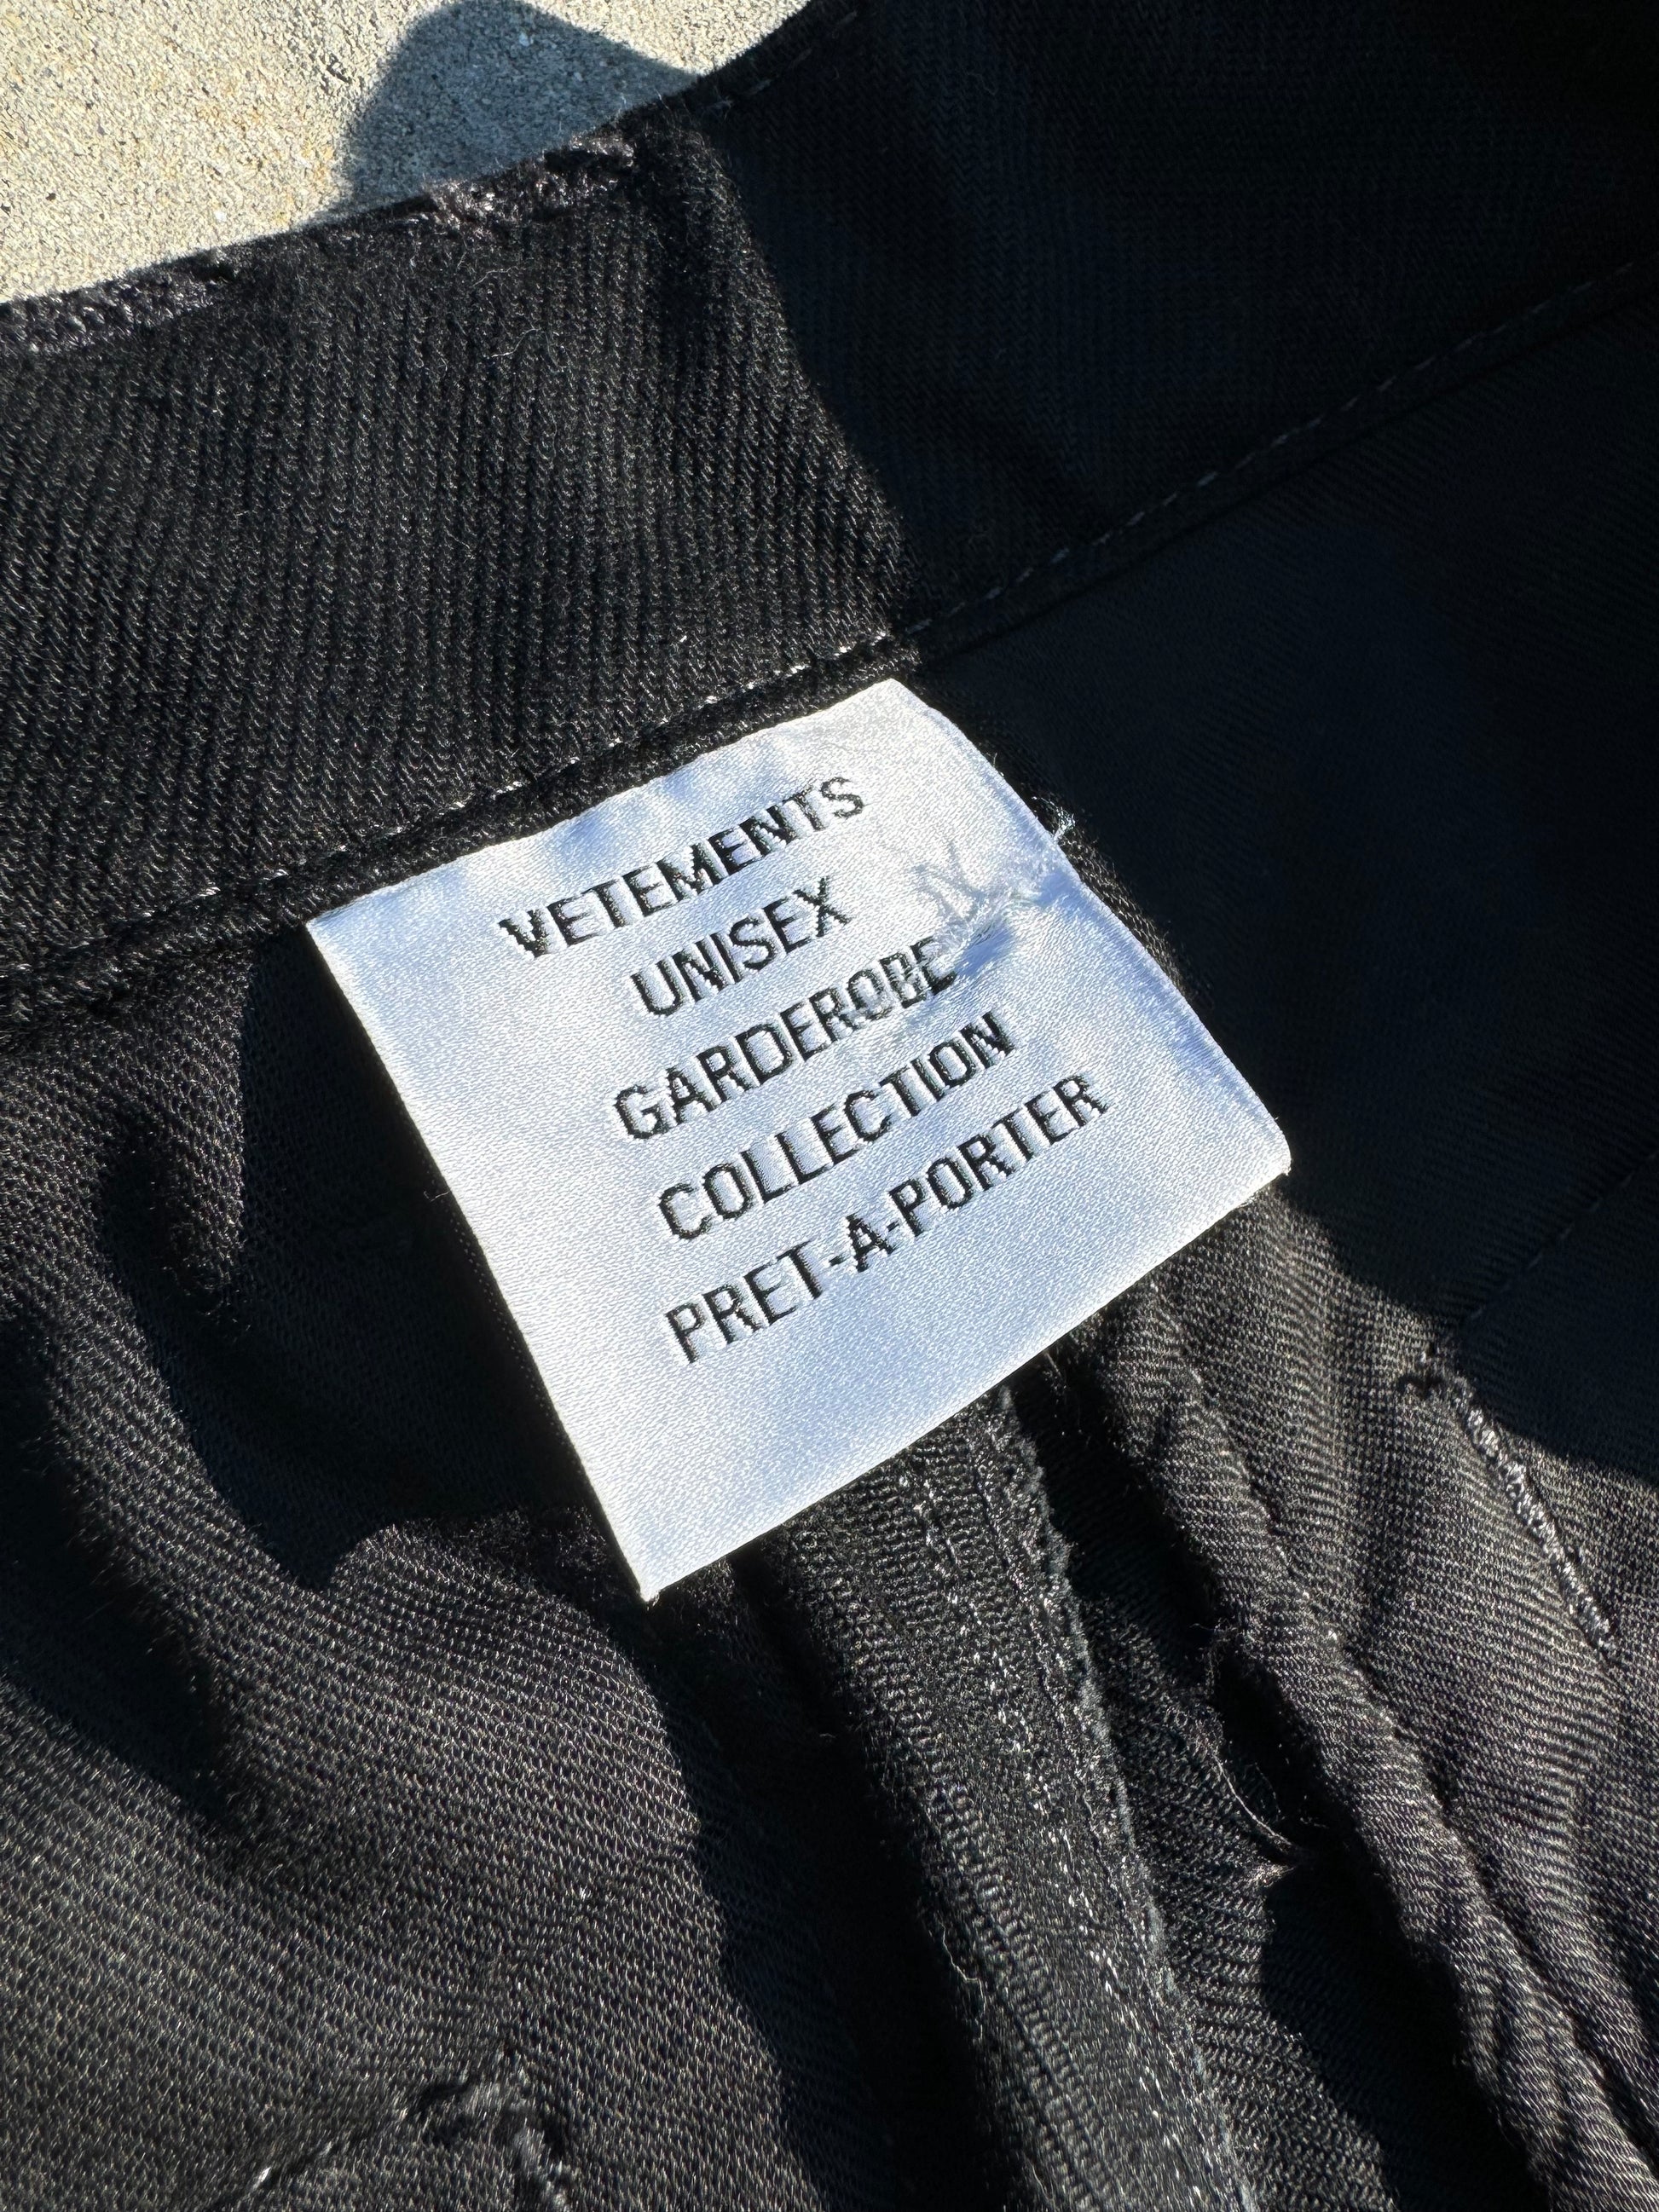 VETEMENTS
UNISEX
GARDEROBE
COLLECTION
PRET-A-PORTER